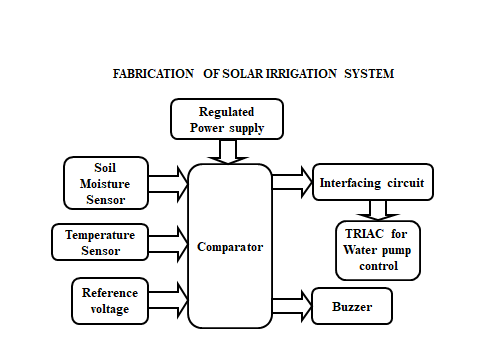 FABRICATION OF SOLAR IRRIGATION SYSTEM
Regulated
Power supply
Soil
Moisture
Sensor
Temperature
Sensor
Reference
voltage
Comparator
Interfacing circuit
TRIAC for
Water pump
control
Buzzer